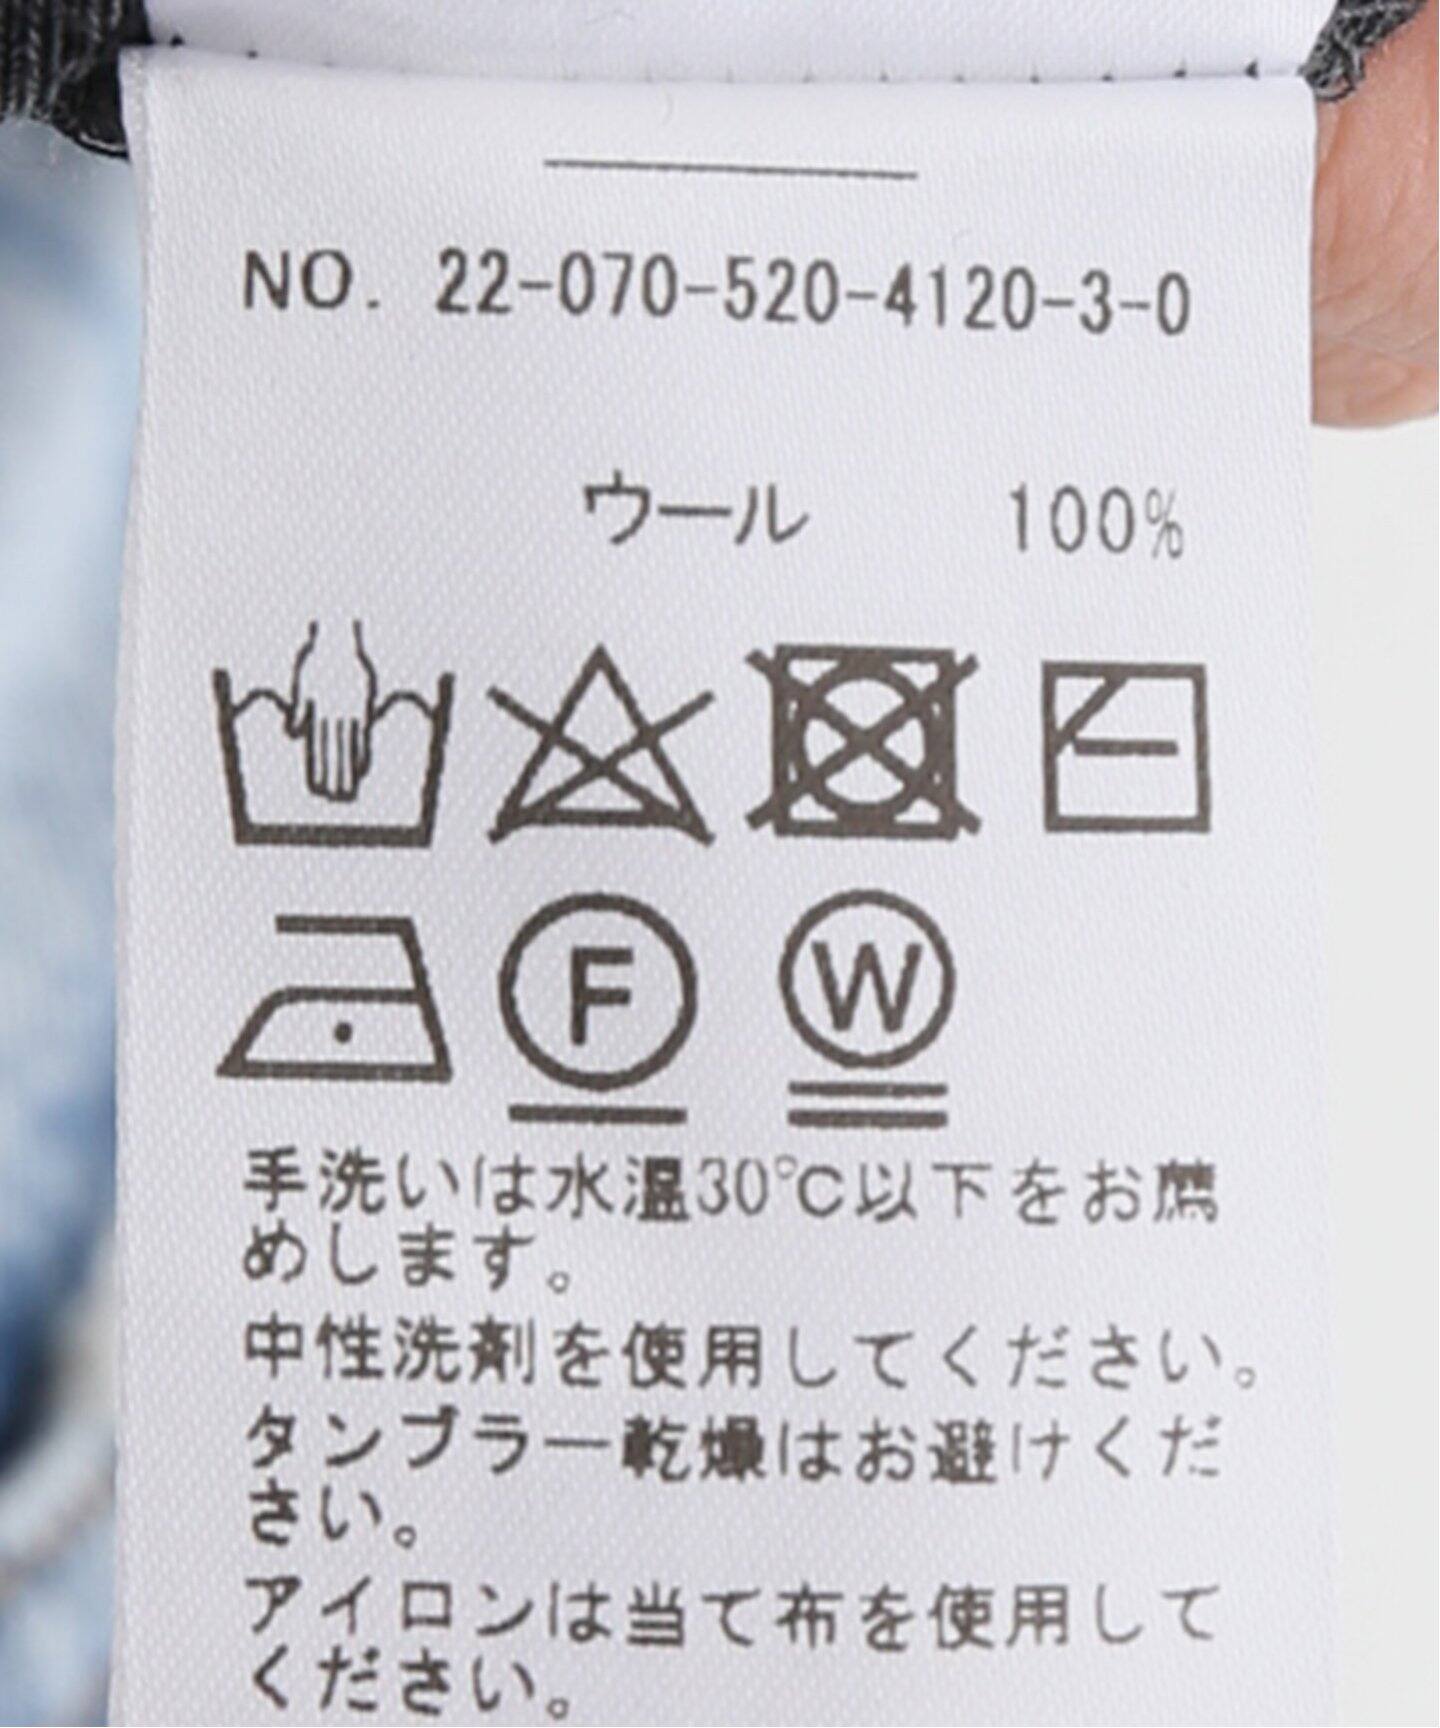 NO. 22-070-520-4120-3-0
ウール 100%
F W
手洗いは水温30℃以下をお薦
めします。
中性洗剤を使用してください。
タンブラー乾燥はお避けくだ
さい。
アイロンは当て布を使用して
ください。